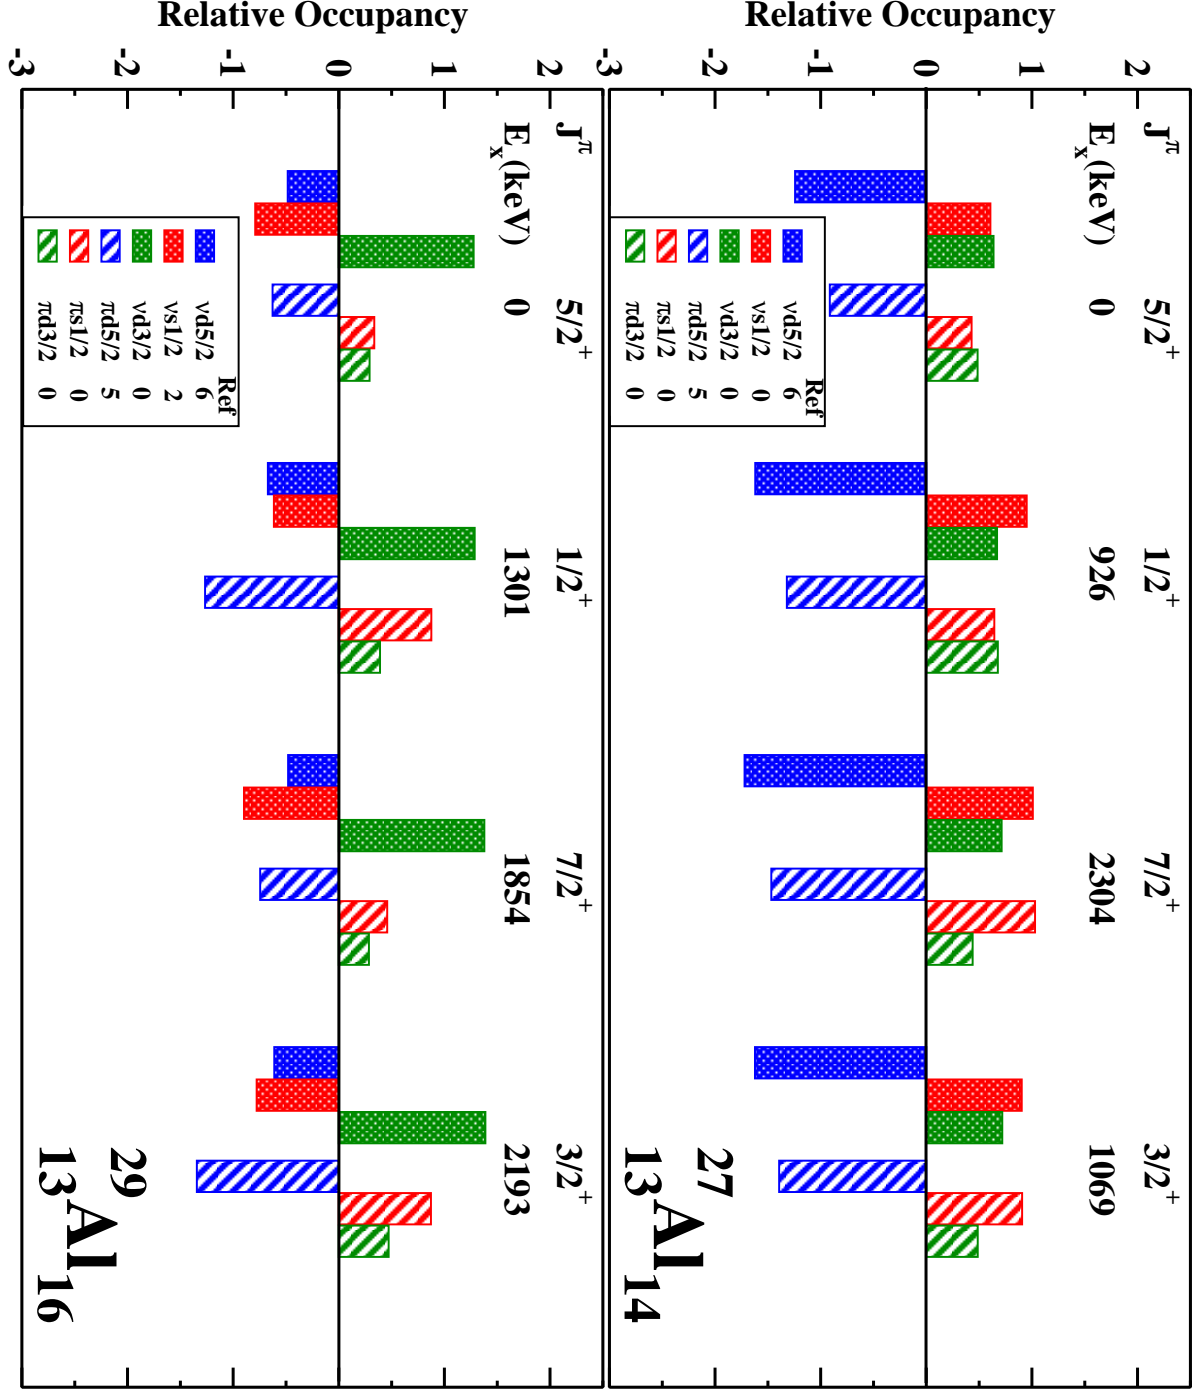 Relative Occupancy
-3 -2 -1 0 1 2
J^π 5/2⁺ 1/2⁺ 7/2⁺ 3/2⁺
E_x(keV) 0 926 2304 1069
Ref
νd5/2 6
νs1/2 0
νd3/2 0
πd5/2 5
πs1/2 0
πd3/2 0
27
13Al14
Relative Occupancy
-3 -2 -1 0 1 2
J^π 5/2⁺ 1/2⁺ 7/2⁺ 3/2⁺
E_x(keV) 0 1301 1854 2193
Ref
νd5/2 6
νs1/2 2
νd3/2 0
πd5/2 5
πs1/2 0
πd3/2 0
29
13Al16